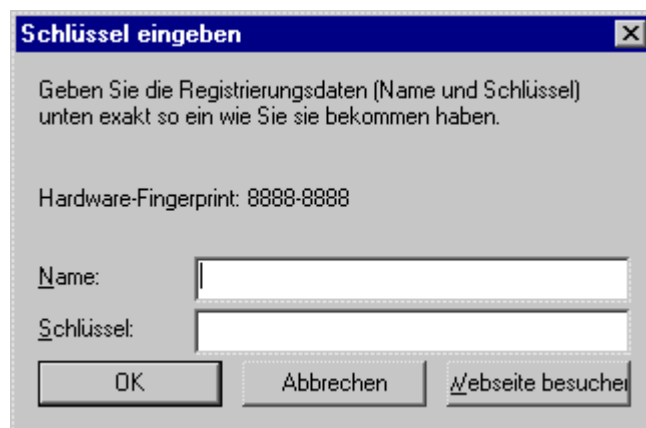 Schlüssel eingeben
Geben Sie die Registrierungsdaten (Name und Schlüssel)
unten exakt so ein wie Sie sie bekommen haben.
Hardware-Fingerprint: 8888-8888
Name:
Schlüssel:
OK Abbrechen Webseite besuchen